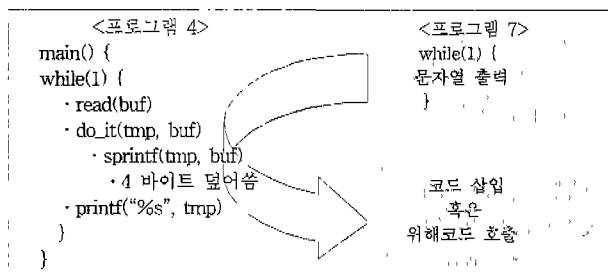 <프로그램 4>
main() {
while(1) {
· read(buf)
· do_it(tmp, buf)
· sprintf(tmp, buf)
· 4 바이트 덮어씀
· printf("%s", tmp)
}
}
<프로그램 7>
while(1) {
문자열 출력
}
코드 삽입
혹은
위해코드 호출